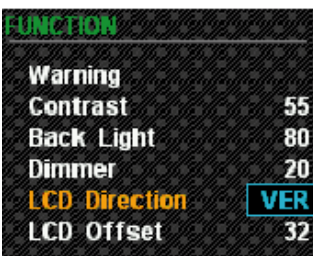 FUNCTION
Warning
Contrast 55
Back Light 80
Dimmer 20
LCD Direction VER
LCD Offset 32